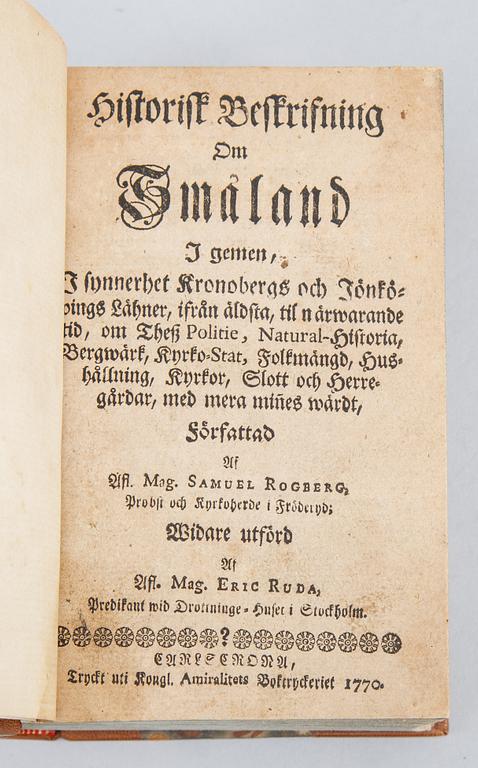 Historisk Beskrifning
Om
Småland
I gemen,
I synnerhet Kronobergs och Jönkö-
pings Lähner, ifrån äldsta, til närwarande
tid, om Theß Politie, Natural-Historia,
Bergwärk, Kyrko-Stat, Folkmängd, Hus-
hållning, Kyrkor, Slott och Herre-
gårdar, med mera miñes wärdt,
Författad
Af
Afl. Mag. SAMUEL ROGBERG,
Probst och Kyrkoherde i Fröderyd;
Widare utförd
Af
Afl. Mag. ERIC RUDA,
Predikant wid Drottninge-Huset i Stockholm.
CARLSCRONA,
Tryckt uti Kongl. Amiralitets Boktryckeriet 1770.